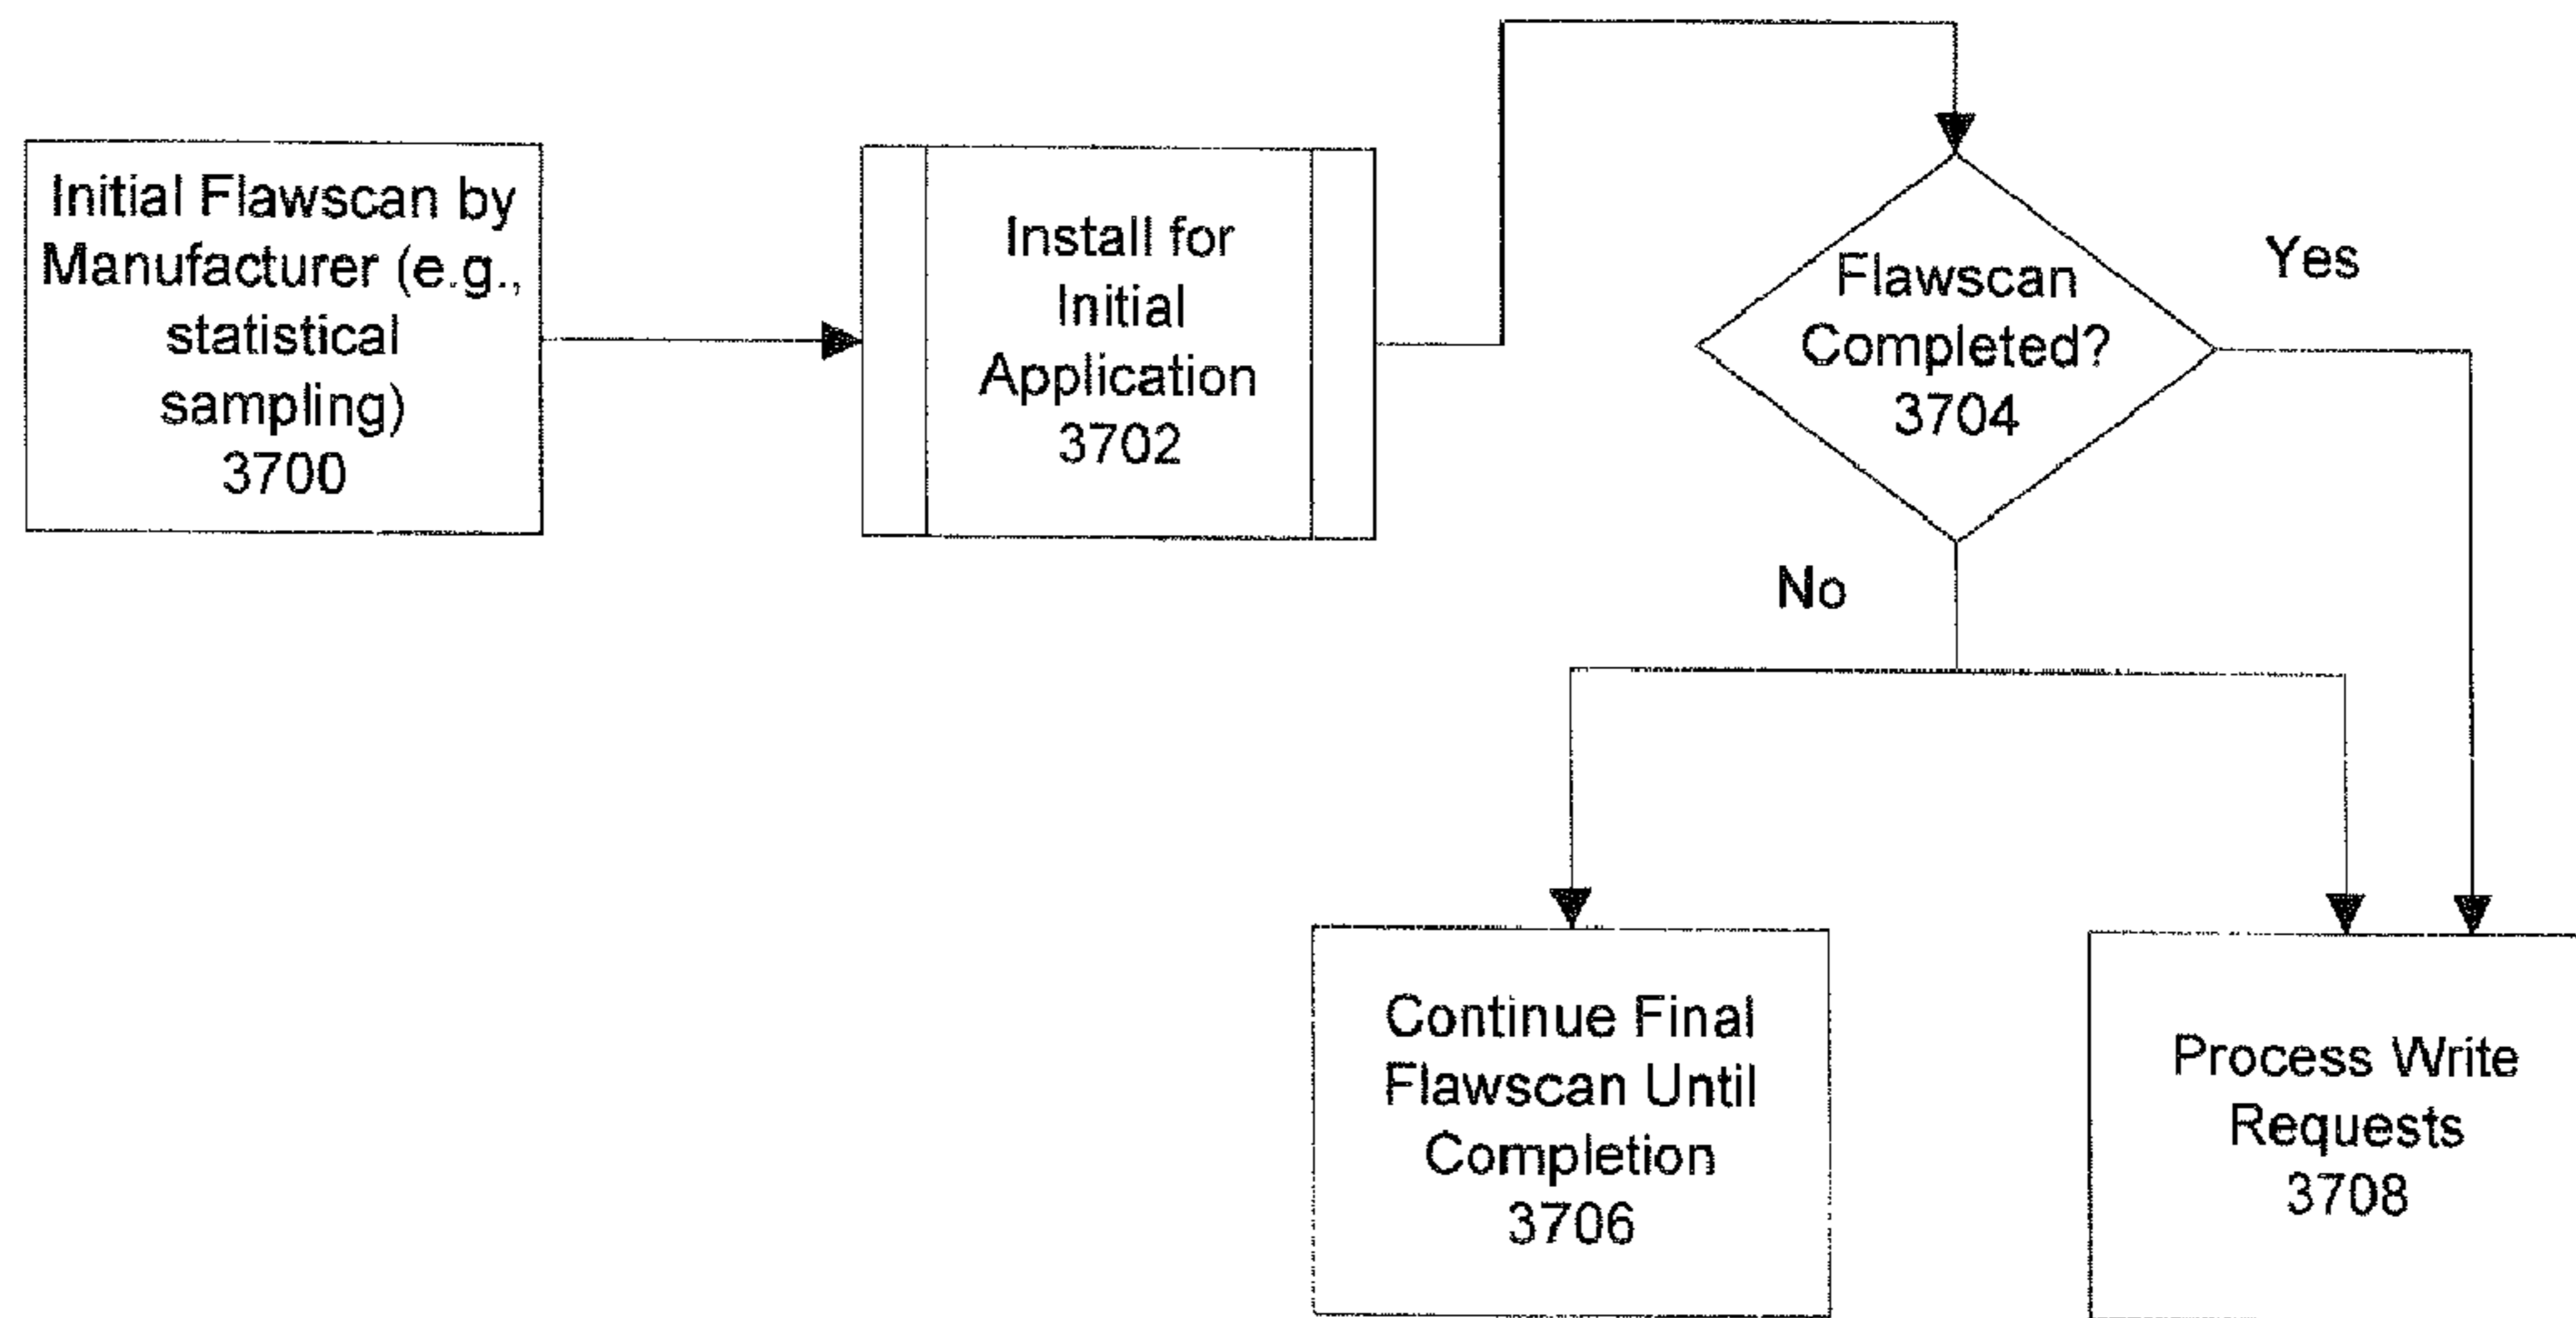 Initial Flawscan by
Manufacturer (e.g.,
statistical
sampling)
3700
Install for
Initial
Application
3702
Flawscan
Completed?
3704
Yes
No
Continue Final
Flawscan Until
Completion
3706
Process Write
Requests
3708